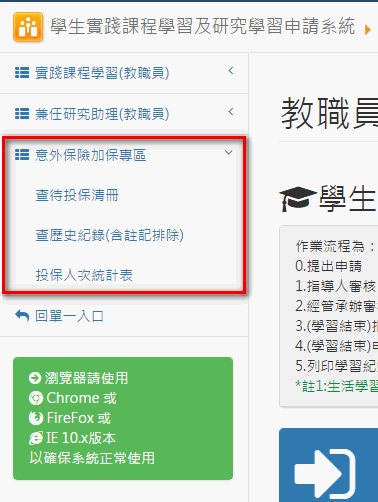 學生實踐課程學習及研究學習申請系統
實踐課程學習(教職員)
兼任研究助理(教職員)
意外保險加保專區
查待投保清冊
查歷史紀錄(含註記排除)
投保人次統計表
回單一入口
瀏覽器請使用
Chrome 或
FireFox 或
IE 10.x版本
以確保系統正常使用
教職員
學生
作業流程為：
0.提出申請
1.指導人審核
2.經管承辦審
3.(學習結束)
4.(學習結束)
5.列印學習紀
*註1:生活學習